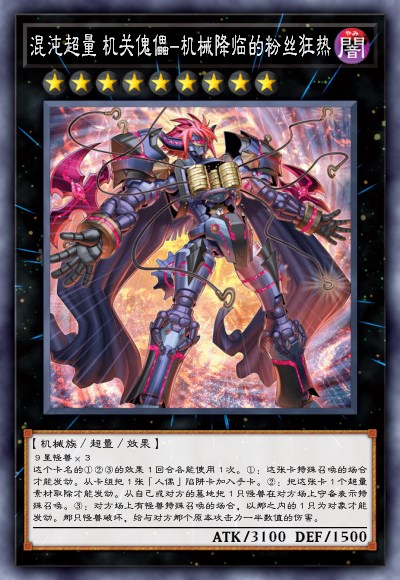 混沌超量 机关傀儡-机械降临的粉丝狂热
やみ
闇
【机械族／超量／效果】
９星怪兽×３
这个卡名的①②③的效果１回合各能使用１次。①：这张卡特殊召唤的场合
才能发动。从卡组把１张「人偶」陷阱卡加入手卡。②：把这张卡１个超量
素材取除才能发动。从自己或对方的墓地把１只怪兽在对方场上守备表示特
殊召唤。③：对方场上有怪兽特殊召唤的场合，以那之内的１只为对象才能
发动。那只怪兽破坏，给与对方那个原本攻击力一半数值的伤害。
ATK/3100 DEF/1500